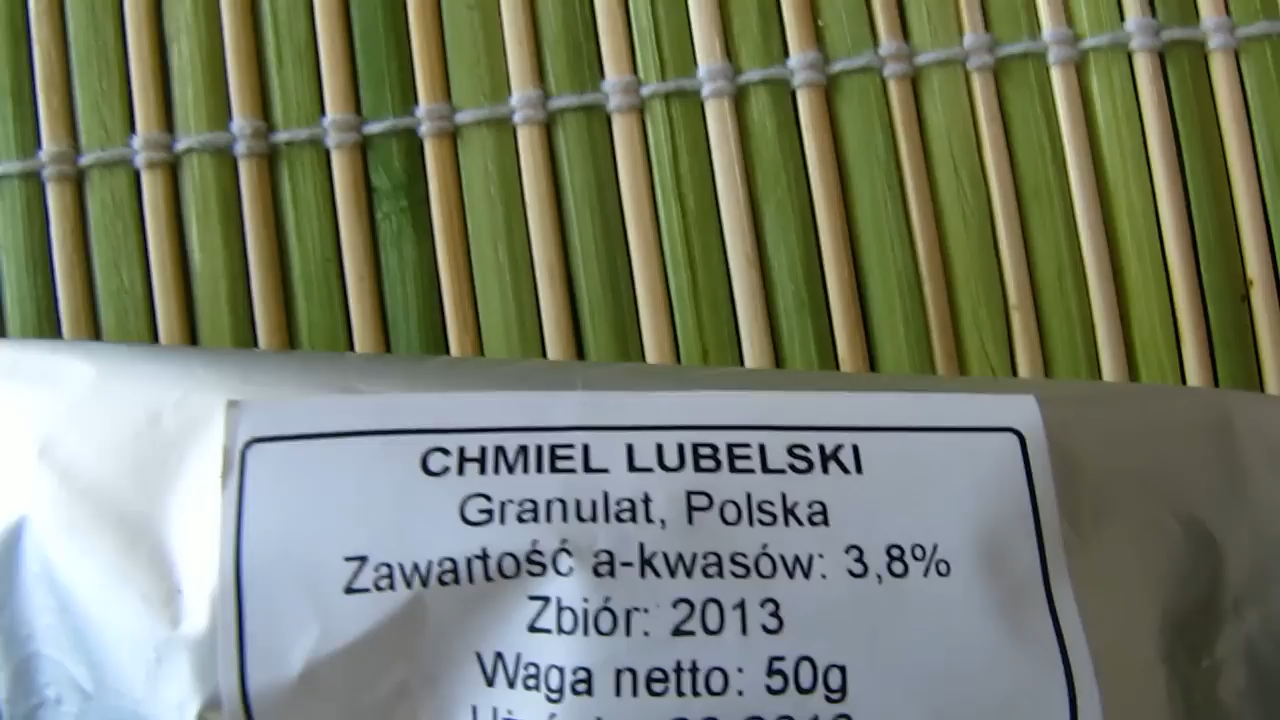 CHMIEL LUBELSKI
Granulat, Polska
Zawartość a-kwasów: 3,8%
Zbiór: 2013
Waga netto: 50g